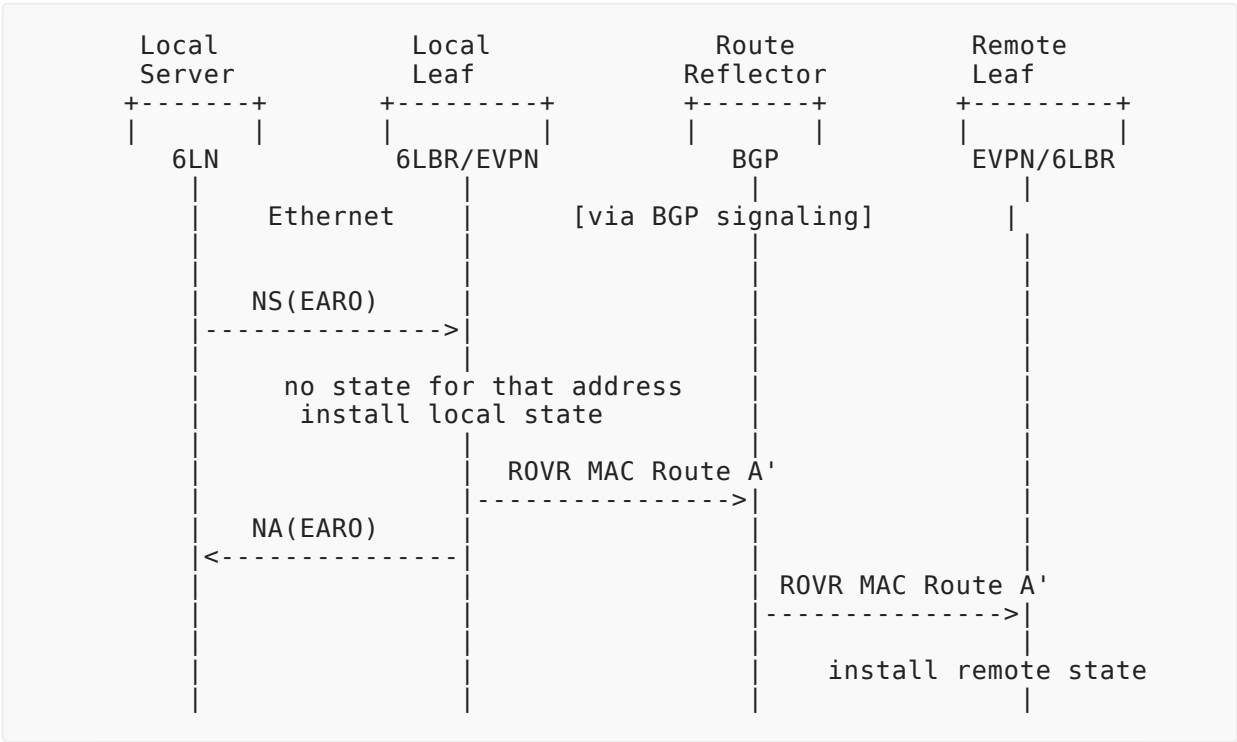 Local            Local              Route           Remote
       Server           Leaf             Reflector         Leaf
      +-------+       +---------+        +-------+        +---------+
      |       |       |         |        |       |        |         |
         6LN           6LBR/EVPN            BGP            EVPN/6LBR
          |                |                 |                |
          |    Ethernet    |      [via BGP signaling]        |
          |                |                 |                |
          |                |                 |                |
          |   NS(EARO)     |                 |                |
          |--------------->|                 |                |
          |                |                 |                |
          |     no state for that address    |                |
          |      install local state         |                |
          |                |                 |                |
          |                |  ROVR MAC Route A'               |
          |                |---------------->|                |
          |   NA(EARO)     |                 |                |
          |<---------------|                 |                |
          |                |                 | ROVR MAC Route A'
          |                |                 |--------------->|
          |                |                 |                |
          |                |                 |    install remote state
          |                |                 |                |